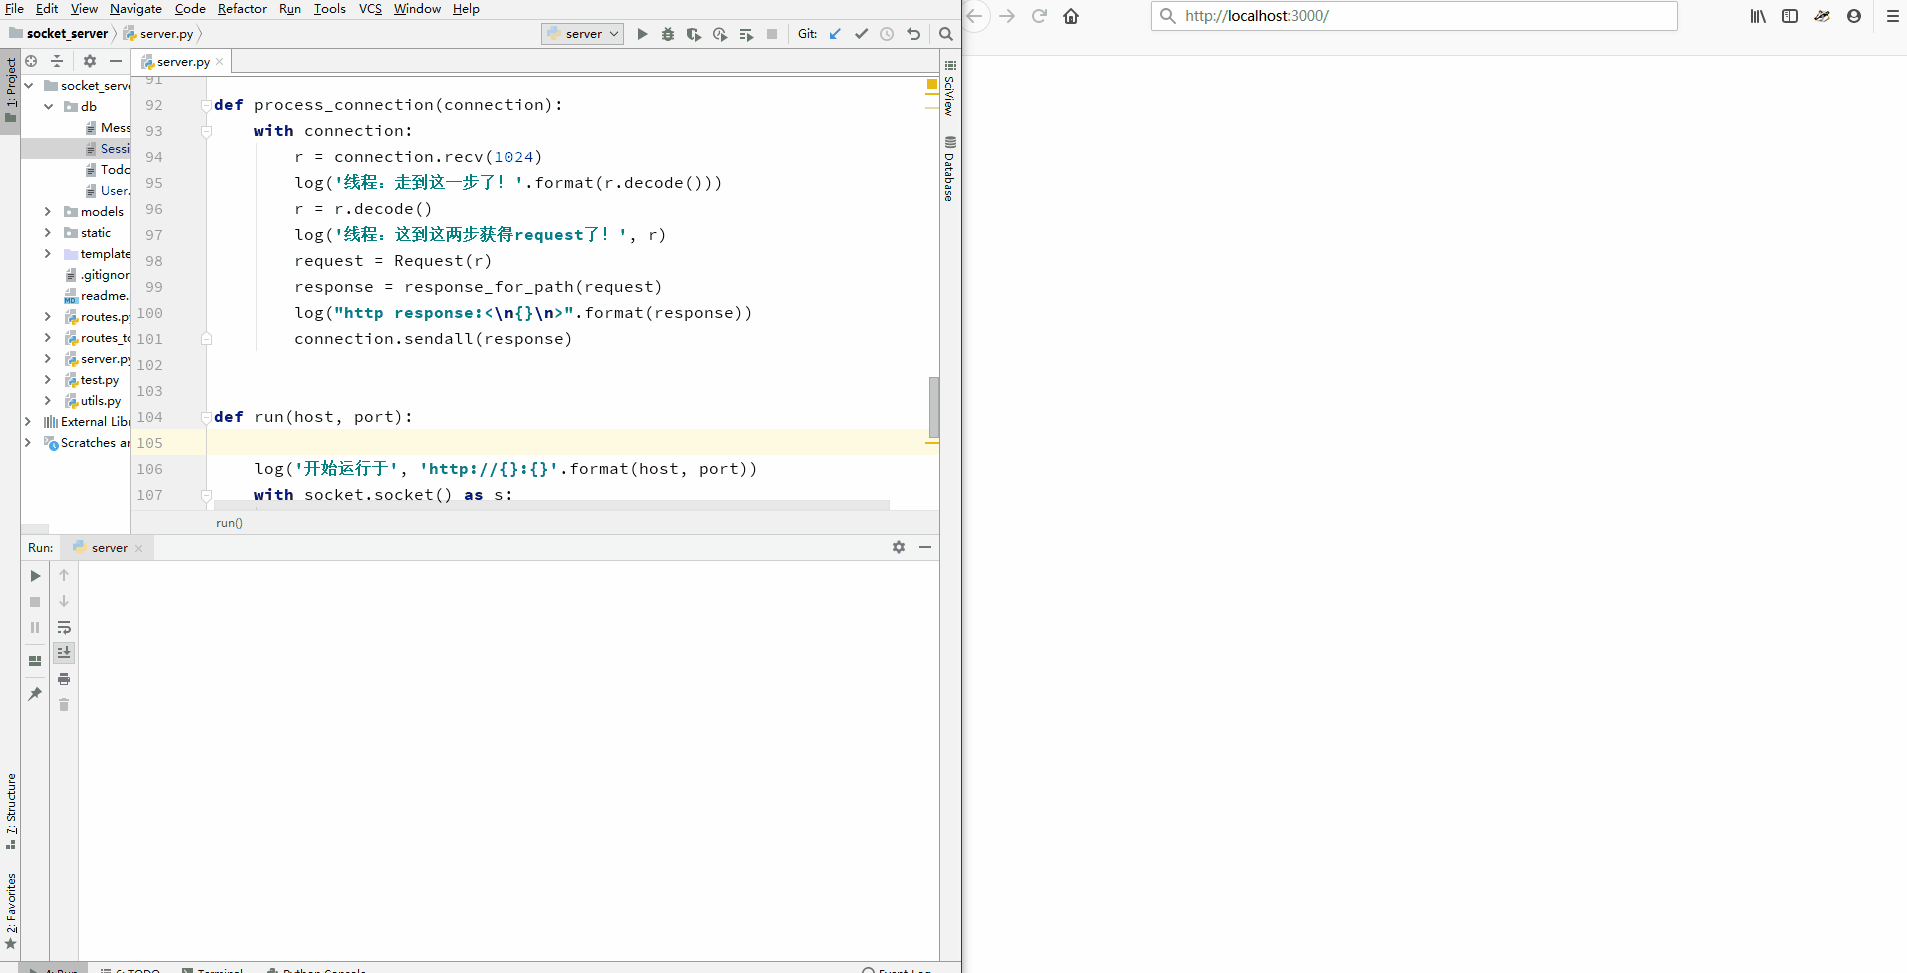 File Edit View Navigate Code Refactor Run Tools VCS Window Help
socket_server server.py
server
Git:
http://localhost:3000/
1: Project
server.py
socket_serve
db
Mess
Sessi
Todo
User.
models
static
template
.gitignor
readme.
routes.py
routes_to
server.py
test.py
utils.py
External Libr
Scratches an
91
92 def process_connection(connection):
93 with connection:
94 r = connection.recv(1024)
95 log('线程：走到这一步了！'.format(r.decode()))
96 r = r.decode()
97 log('线程：这到这两步获得request了！', r)
98 request = Request(r)
99 response = response_for_path(request)
100 log("http response:<\n{}\n>".format(response))
101 connection.sendall(response)
102
103
104 def run(host, port):
105
106 log('开始运行于', 'http://{}:{}'.format(host, port))
107 with socket.socket() as s:
run()
SciView
Database
Run: server
7: Structure
2: Favorites
4: Run 6: TODO Terminal Python Console Event Log